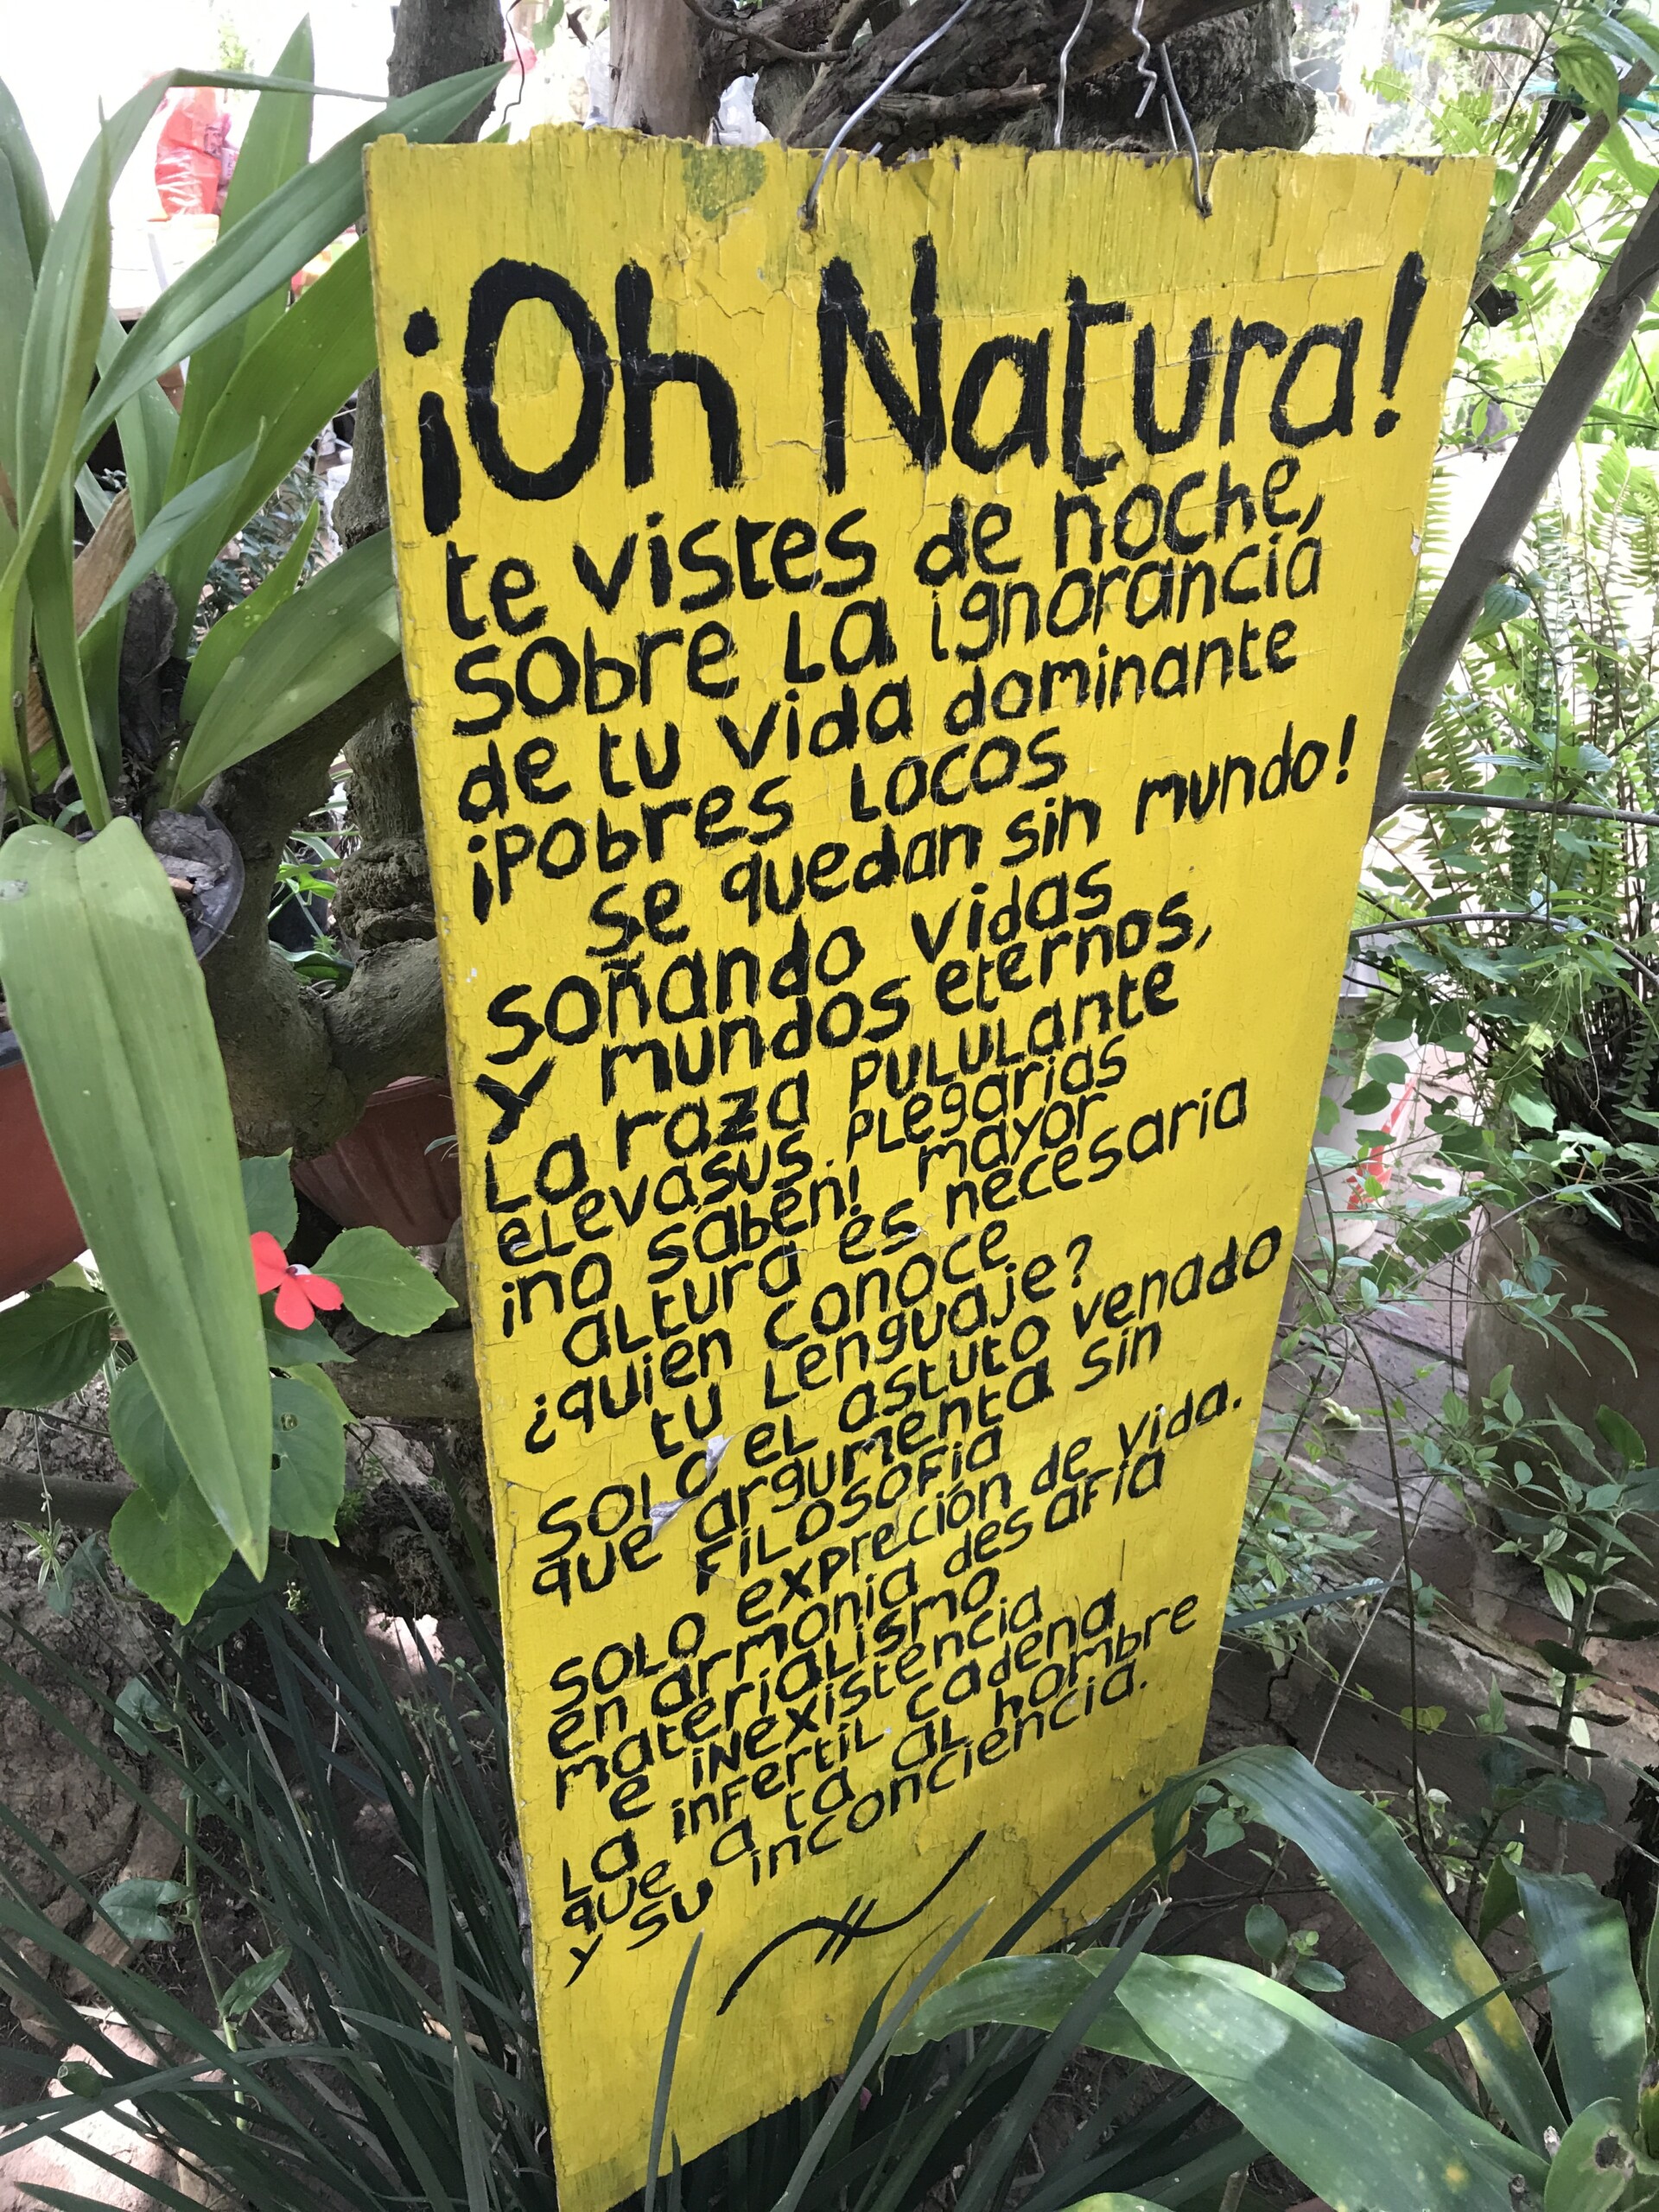 ¡Oh Natura!
te vistes de noche,
sobre la ignorancia
de tu vida dominante
¡pobres locos
se quedan sin mundo!
soñando vidas
y mundos eternos,
la raza pululante
eleva sus plegarias
¡no saben! mayor
altura es necesaria
¿quien conoce
tu lenguaje?
solo el astuto venado
que argumenta sin
filosofia
solo expreción de vida.
en armonia desafia
materialismo
e inexistencia
la infertil cadena
que a ta al hombre
y su inconciencia.